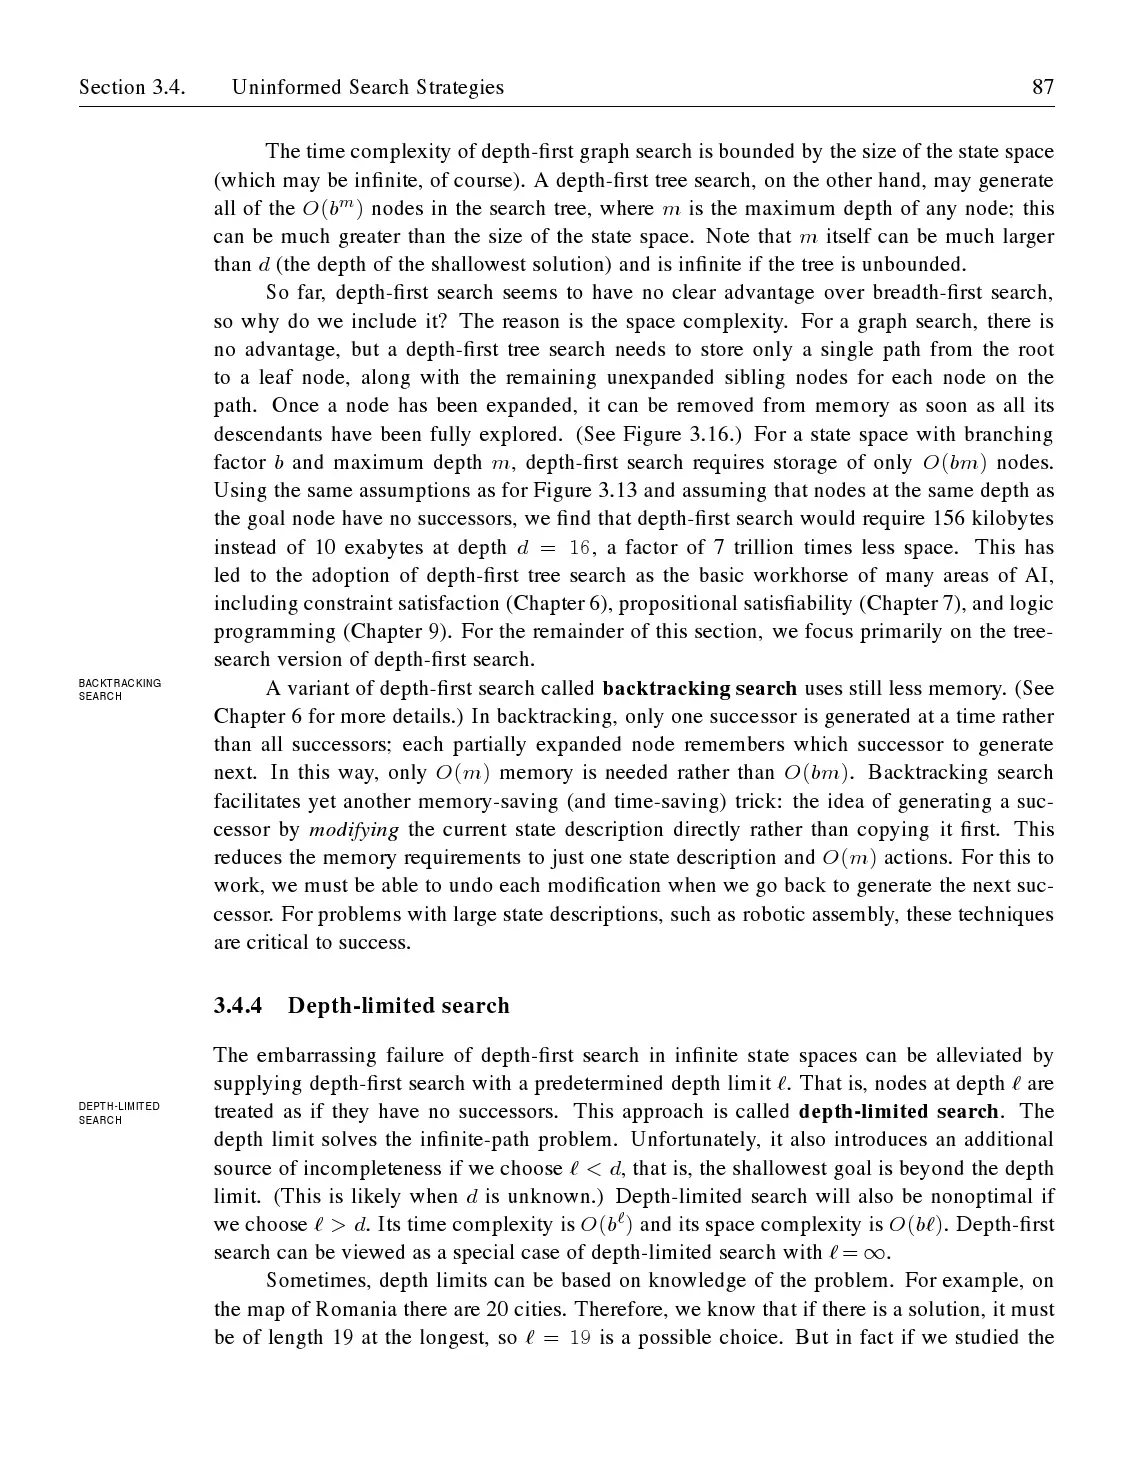 Section 3.4. Uninformed Search Strategies 87
The time complexity of depth-first graph search is bounded by the size of the state space
(which may be infinite, of course). A depth-first tree search, on the other hand, may generate
all of the O(b^m) nodes in the search tree, where m is the maximum depth of any node; this
can be much greater than the size of the state space. Note that m itself can be much larger
than d (the depth of the shallowest solution) and is infinite if the tree is unbounded.
So far, depth-first search seems to have no clear advantage over breadth-first search,
so why do we include it? The reason is the space complexity. For a graph search, there is
no advantage, but a depth-first tree search needs to store only a single path from the root
to a leaf node, along with the remaining unexpanded sibling nodes for each node on the
path. Once a node has been expanded, it can be removed from memory as soon as all its
descendants have been fully explored. (See Figure 3.16.) For a state space with branching
factor b and maximum depth m, depth-first search requires storage of only O(bm) nodes.
Using the same assumptions as for Figure 3.13 and assuming that nodes at the same depth as
the goal node have no successors, we find that depth-first search would require 156 kilobytes
instead of 10 exabytes at depth d = 16, a factor of 7 trillion times less space. This has
led to the adoption of depth-first tree search as the basic workhorse of many areas of AI,
including constraint satisfaction (Chapter 6), propositional satisfiability (Chapter 7), and logic
programming (Chapter 9). For the remainder of this section, we focus primarily on the tree-
search version of depth-first search.
BACKTRACKING
SEARCH
A variant of depth-first search called backtracking search uses still less memory. (See
Chapter 6 for more details.) In backtracking, only one successor is generated at a time rather
than all successors; each partially expanded node remembers which successor to generate
next. In this way, only O(m) memory is needed rather than O(bm). Backtracking search
facilitates yet another memory-saving (and time-saving) trick: the idea of generating a suc-
cessor by modifying the current state description directly rather than copying it first. This
reduces the memory requirements to just one state description and O(m) actions. For this to
work, we must be able to undo each modification when we go back to generate the next suc-
cessor. For problems with large state descriptions, such as robotic assembly, these techniques
are critical to success.
3.4.4 Depth-limited search
The embarrassing failure of depth-first search in infinite state spaces can be alleviated by
supplying depth-first search with a predetermined depth limit ℓ. That is, nodes at depth ℓ are
DEPTH-LIMITED
SEARCH
treated as if they have no successors. This approach is called depth-limited search. The
depth limit solves the infinite-path problem. Unfortunately, it also introduces an additional
source of incompleteness if we choose ℓ < d, that is, the shallowest goal is beyond the depth
limit. (This is likely when d is unknown.) Depth-limited search will also be nonoptimal if
we choose ℓ > d. Its time complexity is O(b^ℓ) and its space complexity is O(bℓ). Depth-first
search can be viewed as a special case of depth-limited search with ℓ = ∞.
Sometimes, depth limits can be based on knowledge of the problem. For example, on
the map of Romania there are 20 cities. Therefore, we know that if there is a solution, it must
be of length 19 at the longest, so ℓ = 19 is a possible choice. But in fact if we studied the